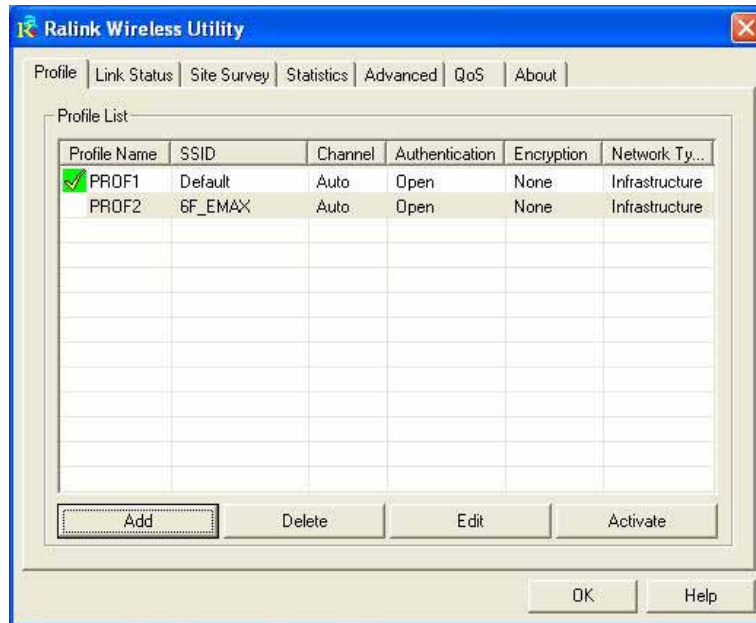 Ralink Wireless Utility
Profile Link Status Site Survey Statistics Advanced QoS About
Profile List
Profile Name SSID Channel Authentication Encryption Network Ty...
PROF1 Default Auto Open None Infrastructure
PROF2 6F_EMAX Auto Open None Infrastructure
Add Delete Edit Activate
OK Help